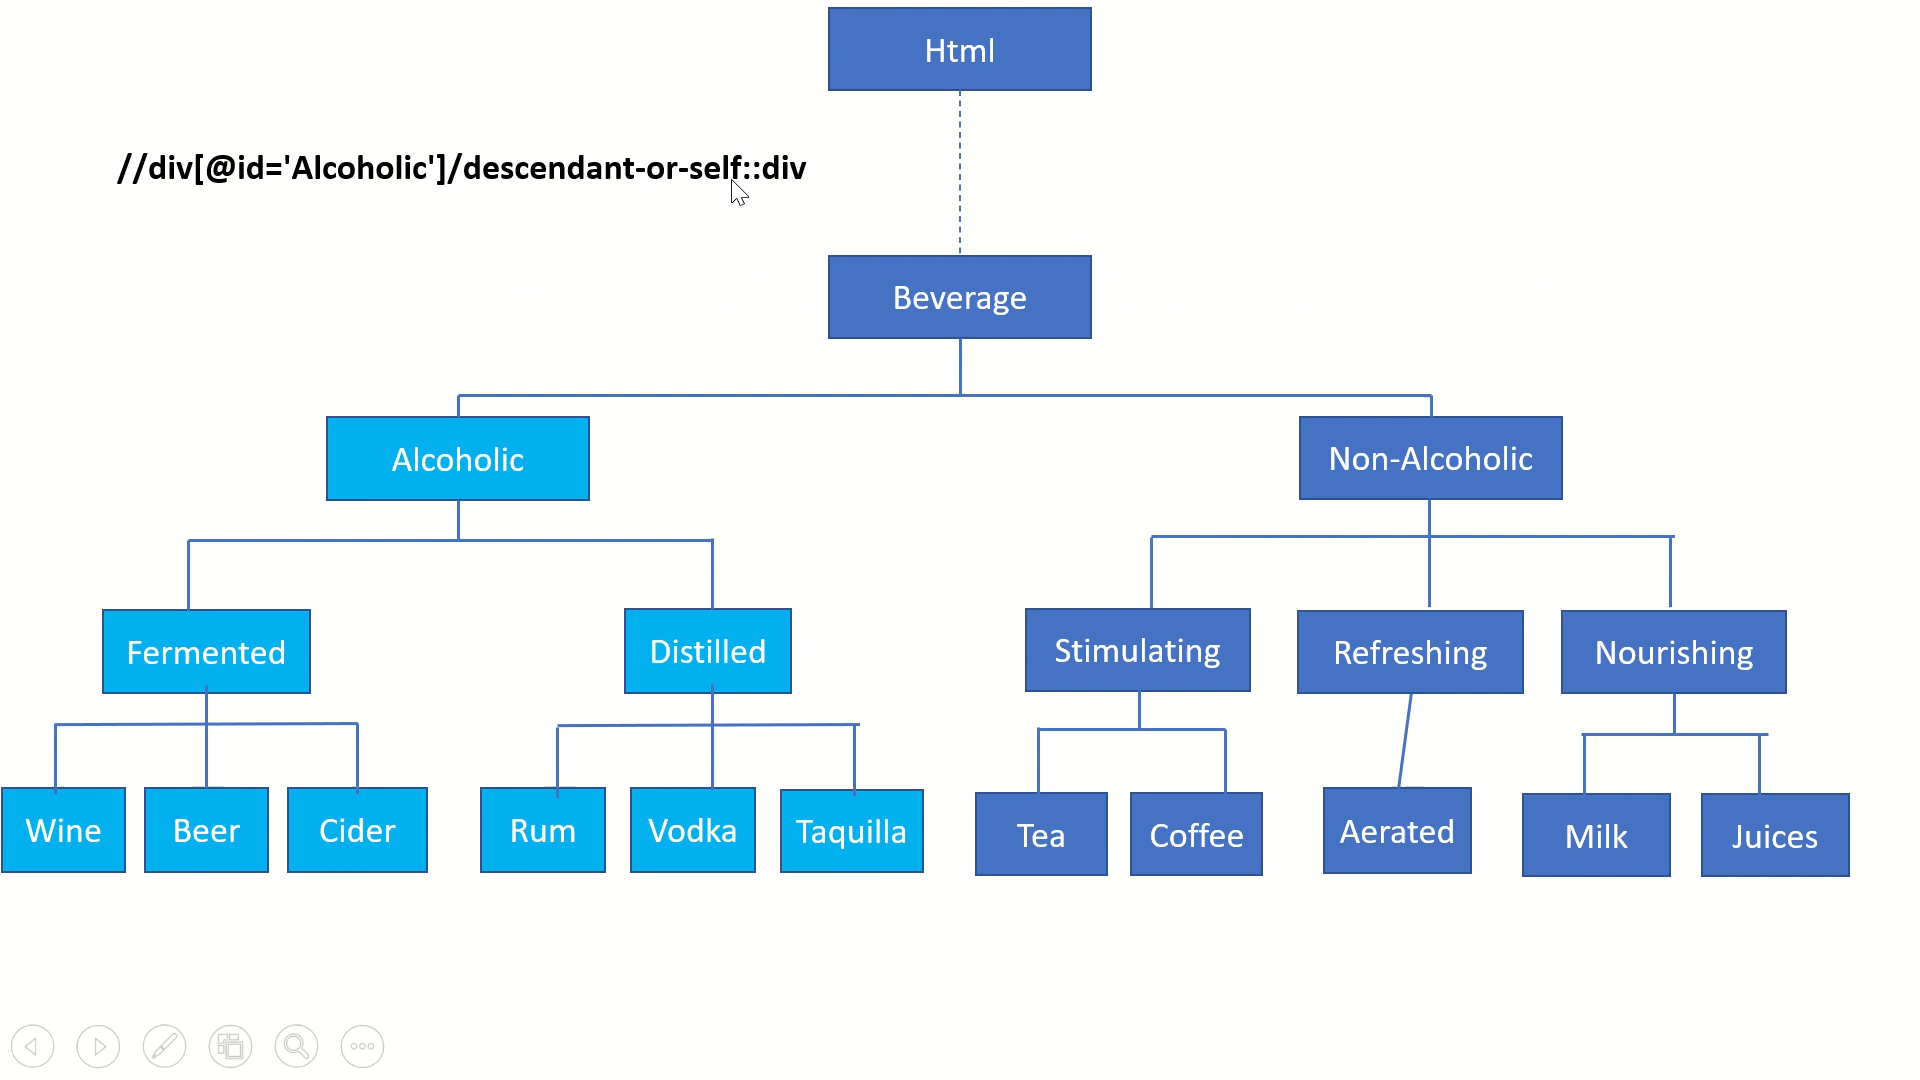 Html
//div[@id='Alcoholic']/descendant-or-self::div
Beverage
Alcoholic
Non-Alcoholic
Fermented
Distilled
Stimulating
Refreshing
Nourishing
Wine
Beer
Cider
Rum
Vodka
Taquilla
Tea
Coffee
Aerated
Milk
Juices